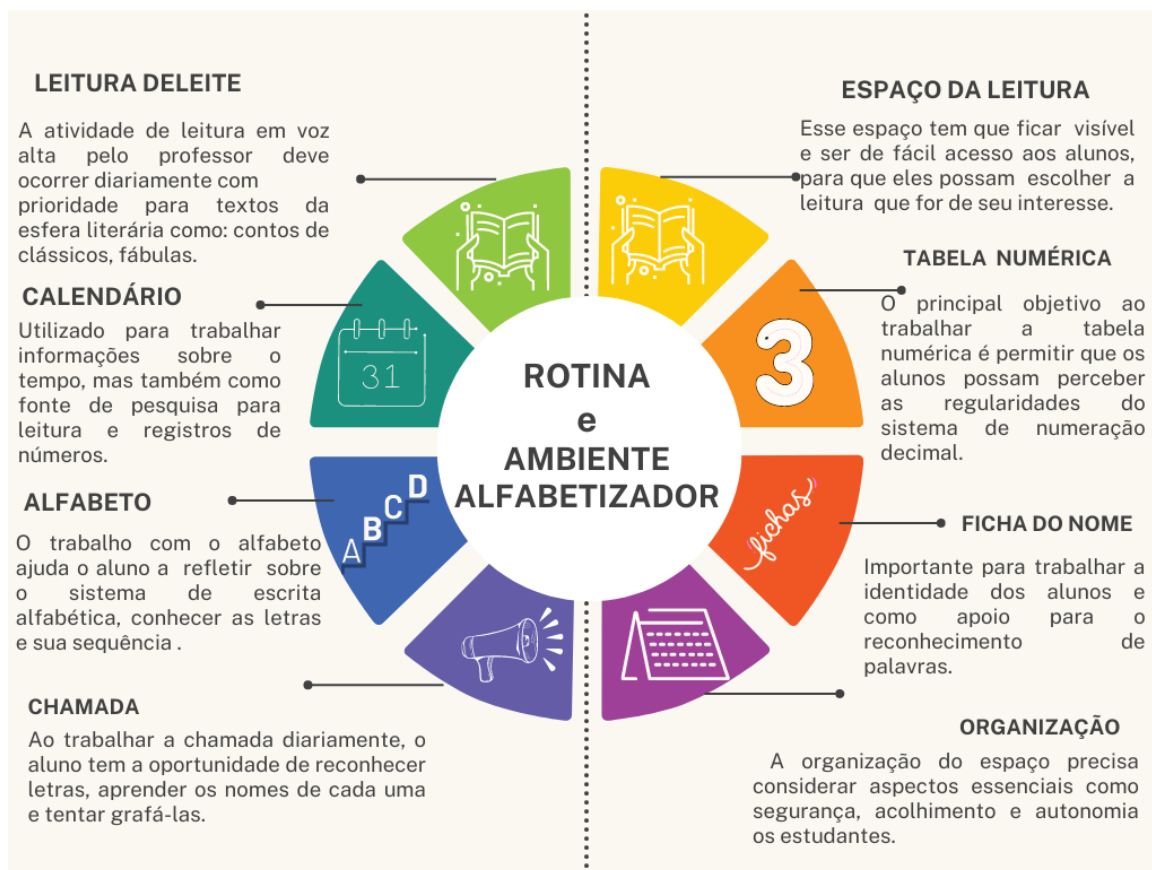 LEITURA DELEITE
A atividade de leitura em voz
alta pelo professor deve
ocorrer diariamente com
prioridade para textos da
esfera literária como: contos de
clássicos, fábulas.
CALENDÁRIO
Utilizado para trabalhar
informações sobre o
tempo, mas também como
fonte de pesquisa para
leitura e registros de
números.
ALFABETO
O trabalho com o alfabeto
ajuda o aluno a refletir sobre
o sistema de escrita
alfabética, conhecer as letras
e sua sequência .
CHAMADA
Ao trabalhar a chamada diariamente, o
aluno tem a oportunidade de reconhecer
letras, aprender os nomes de cada uma
e tentar grafá-las.
31
A B C D
ROTINA
e
AMBIENTE
ALFABETIZADOR
3
fichas
ESPAÇO DA LEITURA
Esse espaço tem que ficar visível
e ser de fácil acesso aos alunos,
para que eles possam escolher a
leitura que for de seu interesse.
TABELA NUMÉRICA
O principal objetivo ao
trabalhar a tabela
numérica é permitir que os
alunos possam perceber
as regularidades do
sistema de numeração
decimal.
FICHA DO NOME
Importante para trabalhar a
identidade dos alunos e
como apoio para o
reconhecimento de
palavras.
ORGANIZAÇÃO
A organização do espaço precisa
considerar aspectos essenciais como
segurança, acolhimento e autonomia
os estudantes.